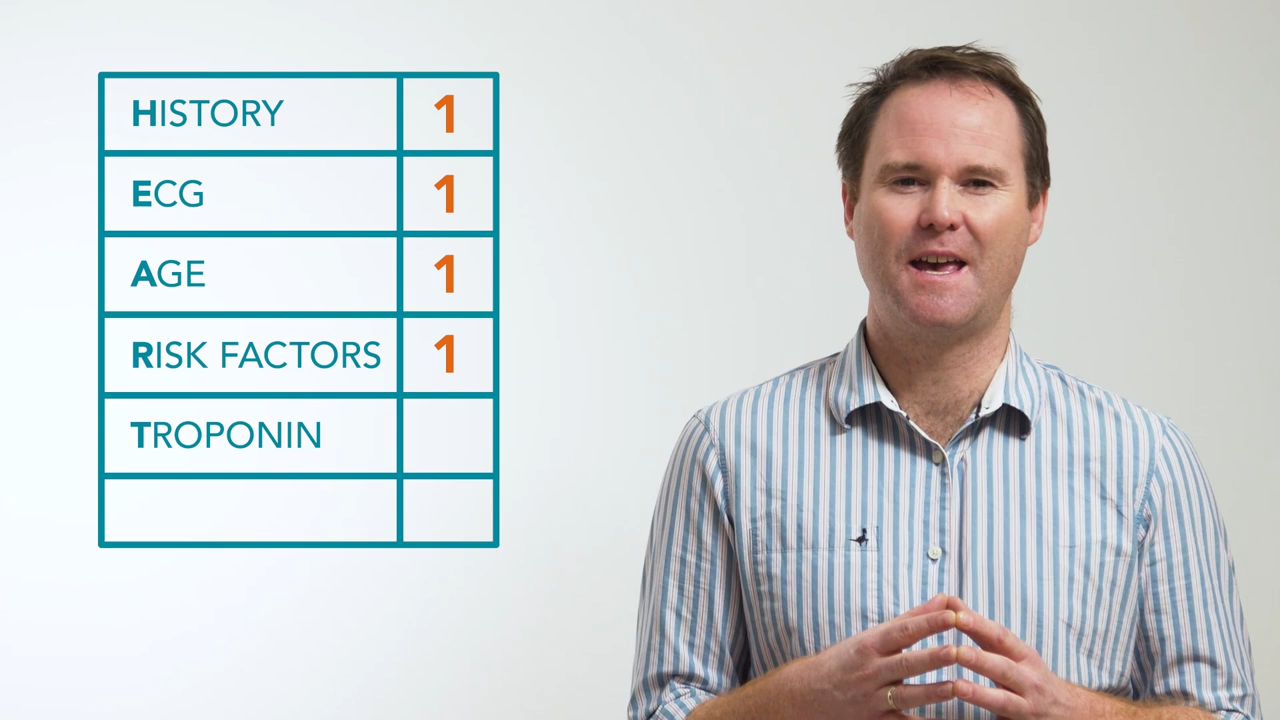 HISTORY 1
ECG 1
AGE 1
RISK FACTORS 1
TROPONIN